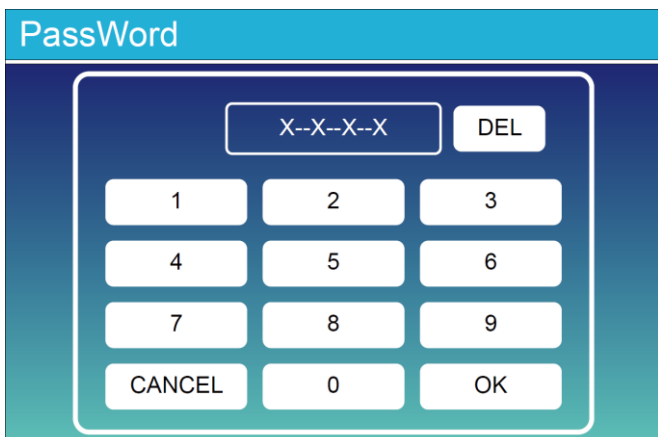 PassWord
X--X--X--X DEL
1 2 3
4 5 6
7 8 9
CANCEL 0 OK